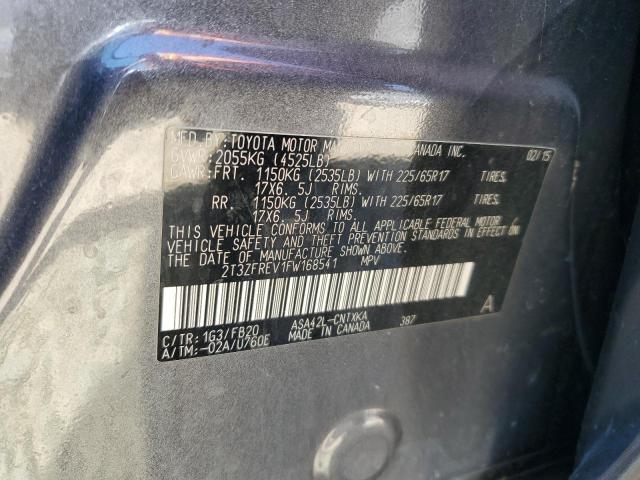 MFD. BY: TOYOTA MOTOR MA CANADA INC. 02/15
GVWR: 2055KG (4525LB)
GAWR: FRT. 1150KG (2535LB) WITH 225/65R17 TIRES.
17X6.5J RIMS.
RR. 1150KG (2535LB) WITH 225/65R17 TIRES.
17X6.5J RIMS.
THIS VEHICLE CONFORMS TO ALL APPLICABLE FEDERAL MOTOR
VEHICLE SAFETY AND THEFT PREVENTION STANDARDS IN EFFECT ON
THE DATE OF MANUFACTURE SHOWN ABOVE.
2T3ZFREV1FW168541 MPV
A
C/TR: 1G3/FB20 ASA42L-CNTXKA 387
A/TM: -02A/U760E MADE IN CANADA